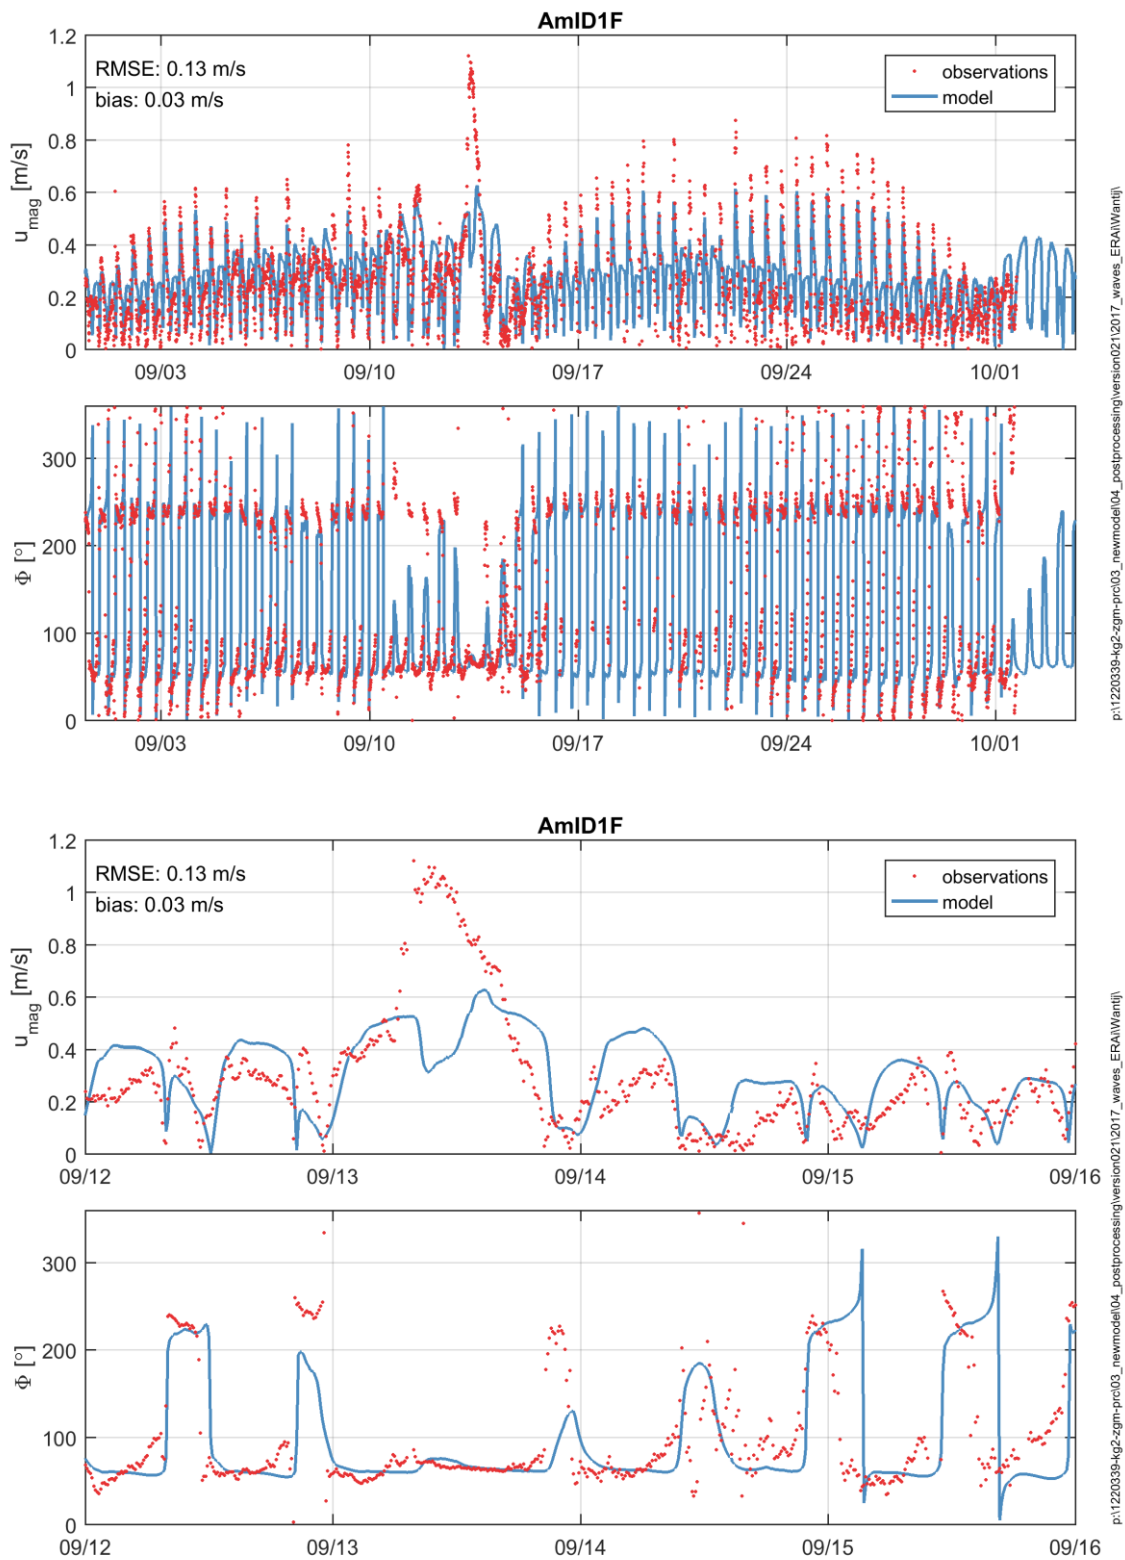 AmlD1F
1.2
1
0.8
0.6
0.4
0.2
0
u_mag [m/s]
RMSE: 0.13 m/s
bias: 0.03 m/s
observations
model
09/03
09/10
09/17
09/24
10/01
300
200
100
0
Φ [°]
09/03
09/10
09/17
09/24
10/01
p:\1220339-kg2-zgm-prc\03_newmodel\04_postprocessing\version021\2017_waves_ERAi\Wantij\
AmlD1F
1.2
1
0.8
0.6
0.4
0.2
0
u_mag [m/s]
RMSE: 0.13 m/s
bias: 0.03 m/s
observations
model
09/12
09/13
09/14
09/15
09/16
300
200
100
0
Φ [°]
09/12
09/13
09/14
09/15
09/16
p:\1220339-kg2-zgm-prc\03_newmodel\04_postprocessing\version021\2017_waves_ERAi\Wantij\